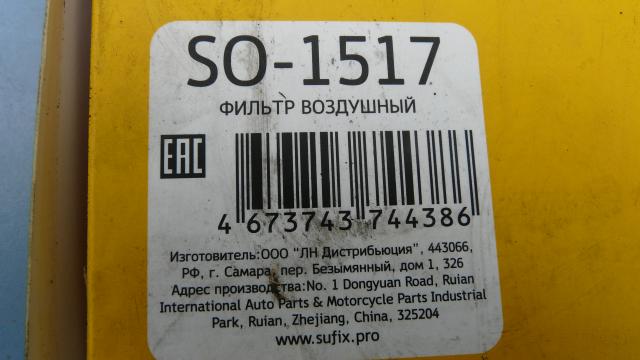 SO-1517
ФИЛЬТР ВОЗДУШНЫЙ
EAC
4 673743 744386
Изготовитель:ООО "ЛН Дистрибьюция", 443066,
РФ, г. Самара, пер. Безымянный, дом 1, 326
Адрес производства:No. 1 Dongyuan Road, Ruian
International Auto Parts & Motorcycle Parts Industrial
Park, Ruian, Zhejiang, China, 325204
www.sufix.pro